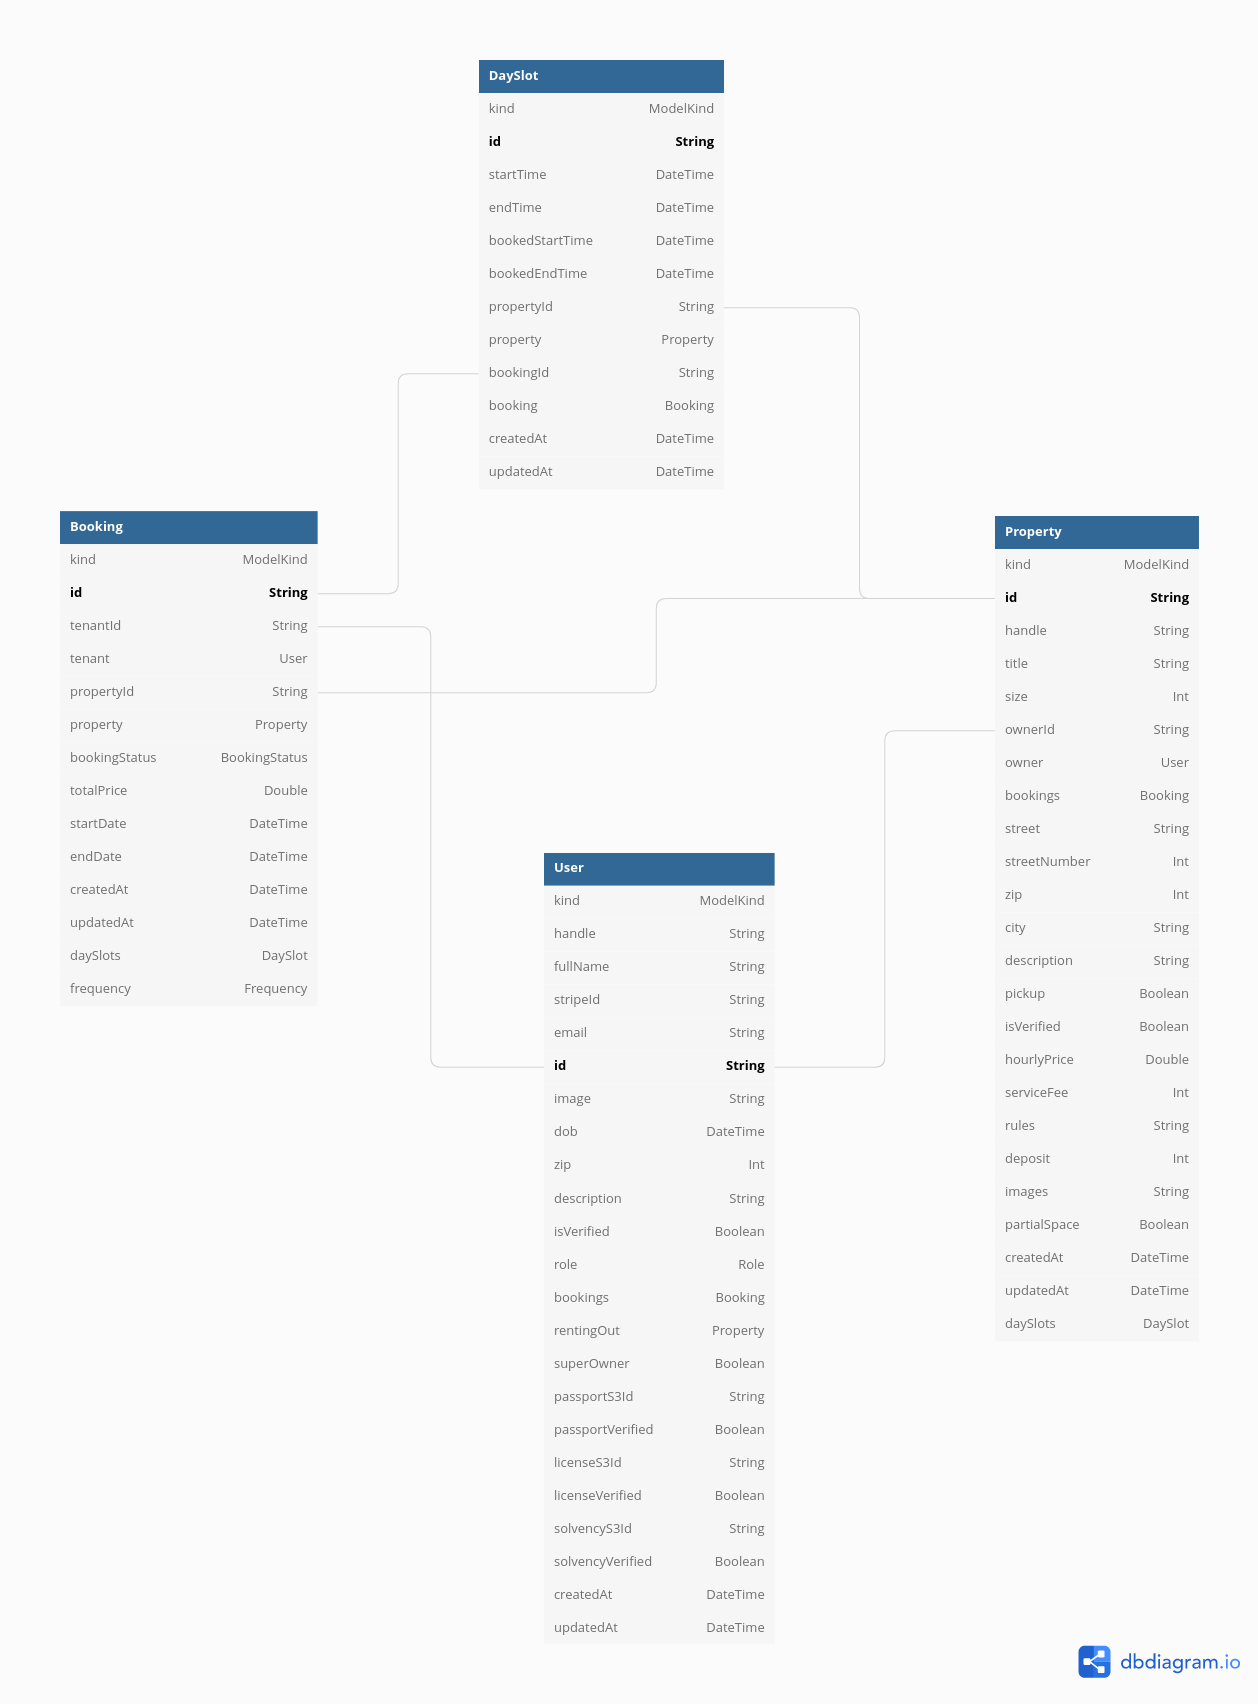 DaySlot
kind ModelKind
id String
startTime DateTime
endTime DateTime
bookedStartTime DateTime
bookedEndTime DateTime
propertyId String
property Property
bookingId String
booking Booking
createdAt DateTime
updatedAt DateTime
Booking
kind ModelKind
id String
tenantId String
tenant User
propertyId String
property Property
bookingStatus BookingStatus
totalPrice Double
startDate DateTime
endDate DateTime
createdAt DateTime
updatedAt DateTime
daySlots DaySlot
frequency Frequency
Property
kind ModelKind
id String
handle String
title String
size Int
ownerId String
owner User
bookings Booking
street String
streetNumber Int
zip Int
city String
description String
pickup Boolean
isVerified Boolean
hourlyPrice Double
serviceFee Int
rules String
deposit Int
images String
partialSpace Boolean
createdAt DateTime
updatedAt DateTime
daySlots DaySlot
User
kind ModelKind
handle String
fullName String
stripeId String
email String
id String
image String
dob DateTime
zip Int
description String
isVerified Boolean
role Role
bookings Booking
rentingOut Property
superOwner Boolean
passportS3Id String
passportVerified Boolean
licenseS3Id String
licenseVerified Boolean
solvencyS3Id String
solvencyVerified Boolean
createdAt DateTime
updatedAt DateTime
dbdiagram.io